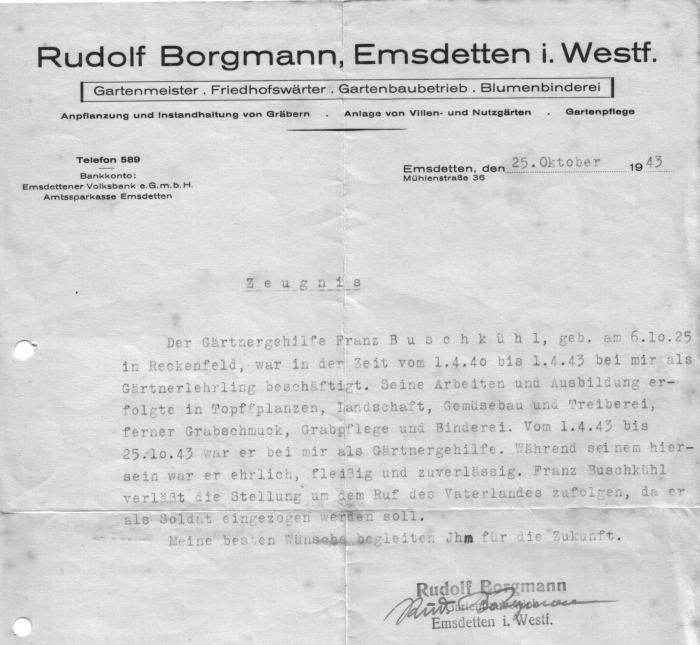 Rudolf Borgmann, Emsdetten i. Westf.
Gartenmeister . Friedhofswärter . Gartenbaubetrieb . Blumenbinderei
Anpflanzung und Instandhaltung von Gräbern . Anlage von Villen- und Nutzgärten . Gartenpflege
Telefon 589
Bankkonto:
Emsdettener Volksbank e.G.m.b.H.
Amtssparkasse Emsdetten
Emsdetten, den 25. Oktober 1943
Mühlenstraße 36
Zeugnis
Der Gärtnergehilfe Franz Buschkühl, geb. am 6.1o.25
in Reckenfeld, war in der Zeit vom 1.4.4o bis 1.4.43 bei mir als
Gärtnerlehrling beschäftigt. Seine Arbeiten und Ausbildung er-
folgte in Topffplanzen, Landschaft, Gemüsebau und Treiberei,
ferner Grabschmuck, Grabpflege und Binderei. Vom 1.4.43 bis
25.1o.43 war er bei mir als Gärtnergehilfe. Während seinem hier-
sein war er ehrlich, fleißig und zuverlässig. Franz Buschkühl
verläßt die Stellung um dem Ruf des Vaterlandes zufolgen, da er
als Soldat eingezogen werden soll.
Meine besten Wünsche begleiten Jhm für die Zukunft.
Rudolf Borgmann
Rud. Borgmann
Emsdetten i. Westf.